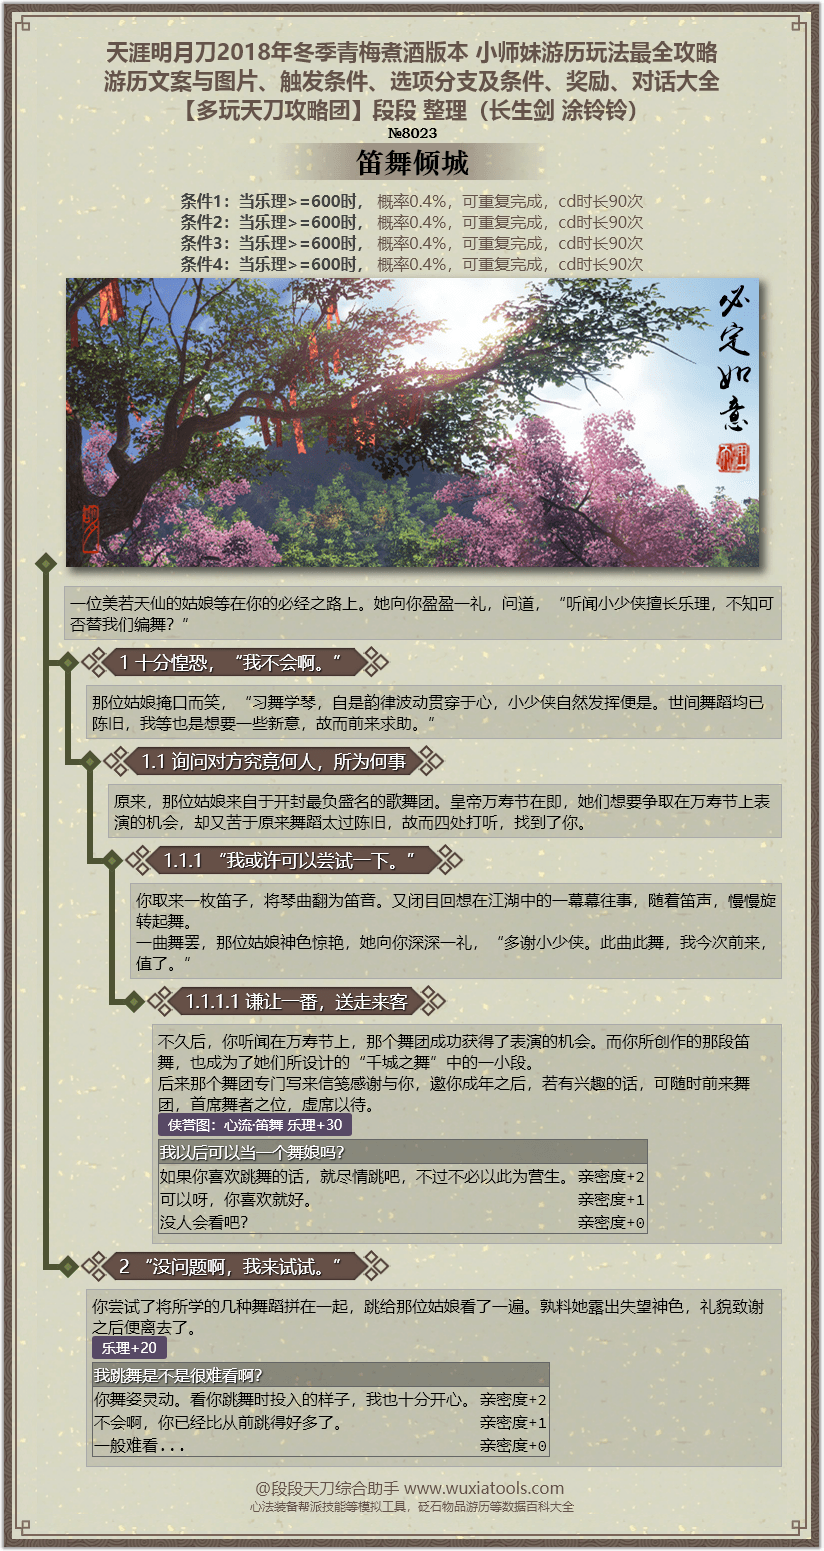 天涯明月刀2018年冬季青梅煮酒版本 小师妹游历玩法最全攻略
游历文案与图片、触发条件、选项分支及条件、奖励、对话大全
【多玩天刀攻略团】段段 整理（长生剑 涂铃铃）
№8023
笛舞倾城
条件1：当乐理>=600时， 概率0.4%，可重复完成，cd时长90次
条件2：当乐理>=600时， 概率0.4%，可重复完成，cd时长90次
条件3：当乐理>=600时， 概率0.4%，可重复完成，cd时长90次
条件4：当乐理>=600时， 概率0.4%，可重复完成，cd时长90次
必定如意
一位美若天仙的姑娘等在你的必经之路上。她向你盈盈一礼，问道，“听闻小少侠擅长乐理，不知可
否替我们编舞？”
1 十分惶恐，“我不会啊。”
那位姑娘掩口而笑，“习舞学琴，自是韵律波动贯穿于心，小少侠自然发挥便是。世间舞蹈均已
陈旧，我等也是想要一些新意，故而前来求助。”
1.1 询问对方究竟何人，所为何事
原来，那位姑娘来自于开封最负盛名的歌舞团。皇帝万寿节在即，她们想要争取在万寿节上表
演的机会，却又苦于原来舞蹈太过陈旧，故而四处打听，找到了你。
1.1.1 “我或许可以尝试一下。”
你取来一枚笛子，将琴曲翻为笛音。又闭目回想在江湖中的一幕幕往事，随着笛声，慢慢旋
转起舞。
一曲舞罢，那位姑娘神色惊艳，她向你深深一礼，“多谢小少侠。此曲此舞，我今次前来，
值了。”
1.1.1.1 谦让一番，送走来客
不久后，你听闻在万寿节上，那个舞团成功获得了表演的机会。而你所创作的那段笛
舞，也成为了她们所设计的“千城之舞”中的一小段。
后来那个舞团专门写来信笺感谢与你，邀你成年之后，若有兴趣的话，可随时前来舞
团，首席舞者之位，虚席以待。
侠誉图：心流·笛舞 乐理+30
我以后可以当一个舞娘吗？
如果你喜欢跳舞的话，就尽情跳吧，不过不必以此为营生。 亲密度+2
可以呀，你喜欢就好。 亲密度+1
没人会看吧？ 亲密度+0
2 “没问题啊，我来试试。”
你尝试了将所学的几种舞蹈拼在一起，跳给那位姑娘看了一遍。孰料她露出失望神色，礼貌致谢
之后便离去了。
乐理+20
我跳舞是不是很难看啊？
你舞姿灵动。看你跳舞时投入的样子，我也十分开心。 亲密度+2
不会啊，你已经比从前跳得好多了。 亲密度+1
一般难看... 亲密度+0
@段段天刀综合助手 www.wuxiatools.com
心法装备帮派技能等模拟工具，砭石物品游历等数据百科大全